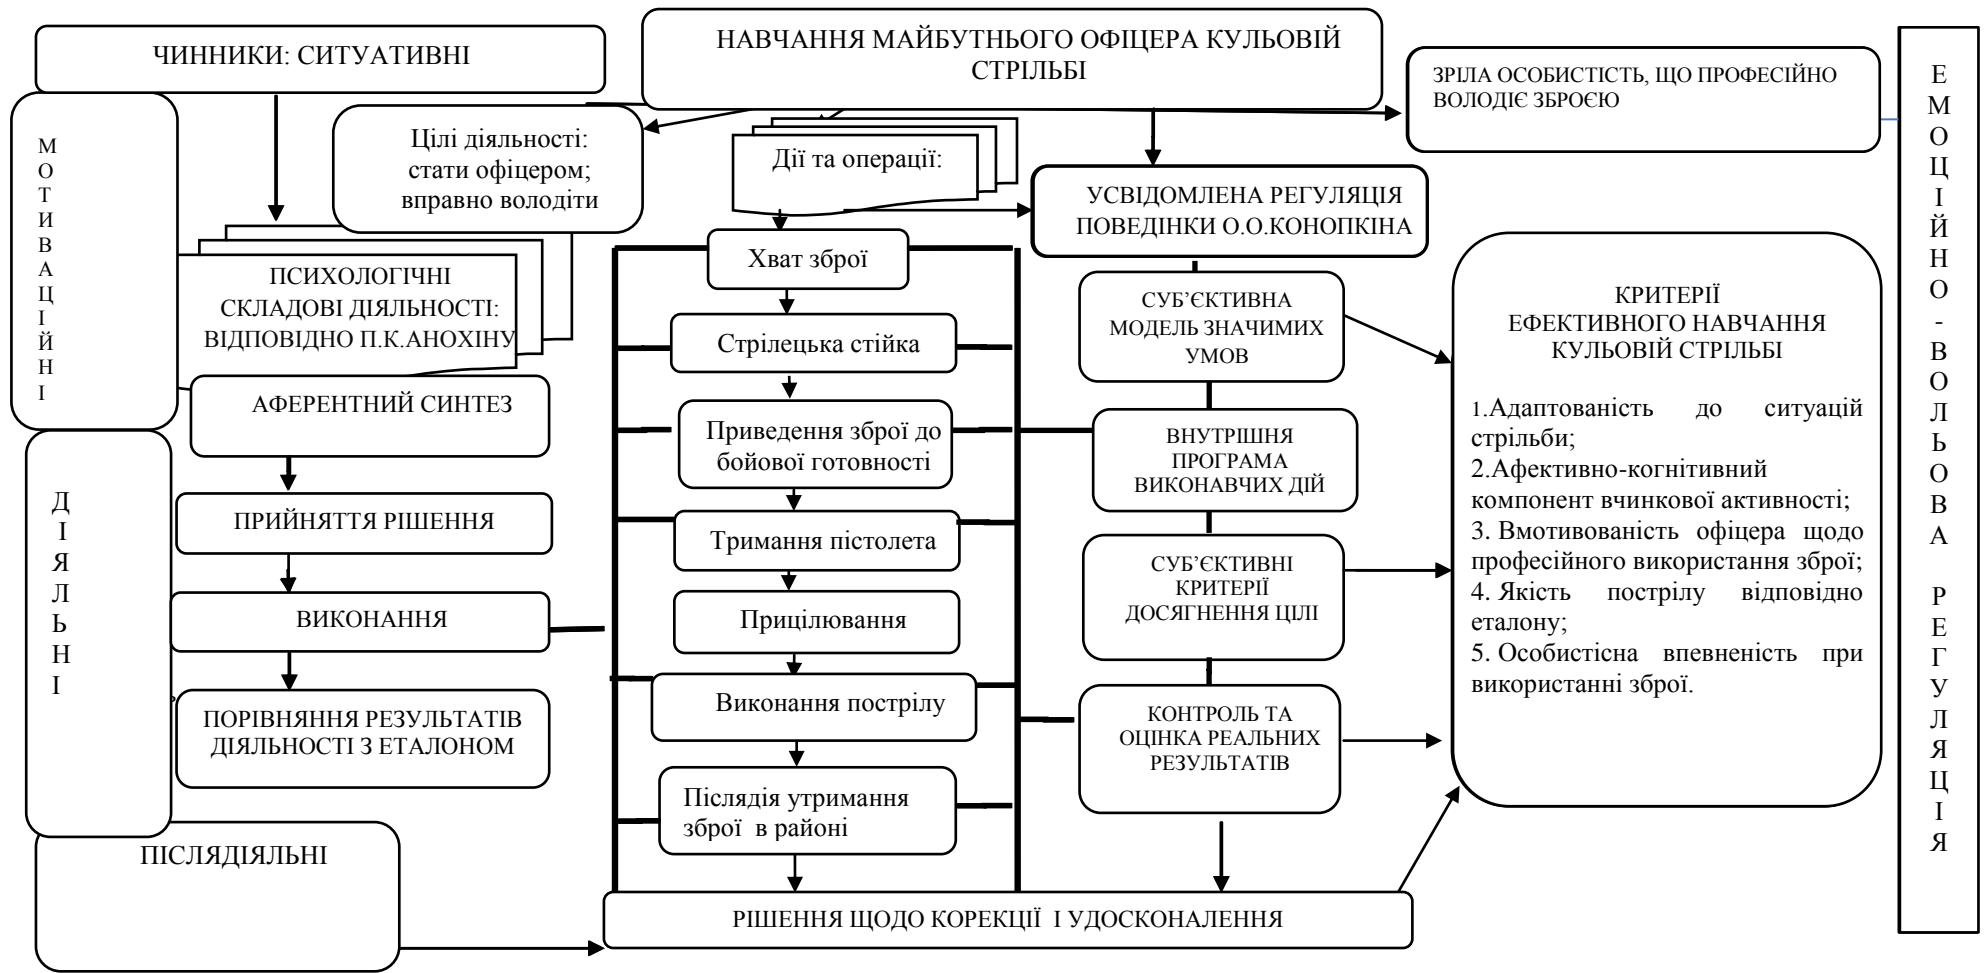 ЧИННИКИ: СИТУАТИВНІ
НАВЧАННЯ МАЙБУТНЬОГО ОФІЦЕРА КУЛЬОВІЙ
СТРІЛЬБІ
ЗРІЛА ОСОБИСТІСТЬ, ЩО ПРОФЕСІЙНО
ВОЛОДІЄ ЗБРОЄЮ
ЕМОЦІЙНО-ВОЛЬОВА РЕГУЛЯЦІЯ
МОТИВАЦІЙНІ
Цілі діяльності:
стати офіцером;
вправно володіти
Дії та операції:
УСВІДОМЛЕНА РЕГУЛЯЦІЯ
ПОВЕДІНКИ О.О.КОНОПКІНА
ПСИХОЛОГІЧНІ
СКЛАДОВІ ДІЯЛЬНОСТІ:
ВІДПОВІДНО П.К.АНОХІНУ
АФЕРЕНТНИЙ СИНТЕЗ
ДІЯЛЬНІ
ПРИЙНЯТТЯ РІШЕННЯ
ВИКОНАННЯ
ПОРІВНЯННЯ РЕЗУЛЬТАТІВ
ДІЯЛЬНОСТІ З ЕТАЛОНОМ
ПІСЛЯДІЯЛЬНІ
Хват зброї
Стрілецька стійка
Приведення зброї до
бойової готовності
Тримання пістолета
Прицілювання
Виконання пострілу
Післядія утримання
зброї в районі
СУБ’ЄКТИВНА
МОДЕЛЬ ЗНАЧИМИХ
УМОВ
ВНУТРІШНЯ
ПРОГРАМА
ВИКОНАВЧИХ ДІЙ
СУБ’ЄКТИВНІ
КРИТЕРІЇ
ДОСЯГНЕННЯ ЦІЛІ
КОНТРОЛЬ ТА
ОЦІНКА РЕАЛЬНИХ
РЕЗУЛЬТАТІВ
КРИТЕРІЇ
ЕФЕКТИВНОГО НАВЧАННЯ
КУЛЬОВІЙ СТРІЛЬБІ
1.Адаптованість до ситуацій
стрільби;
2.Афективно-когнітивний
компонент вчинкової активності;
3. Вмотивованість офіцера щодо
професійного використання зброї;
4. Якість пострілу відповідно
еталону;
5. Особистісна впевненість при
використанні зброї.
РІШЕННЯ ЩОДО КОРЕКЦІЇ І УДОСКОНАЛЕННЯ